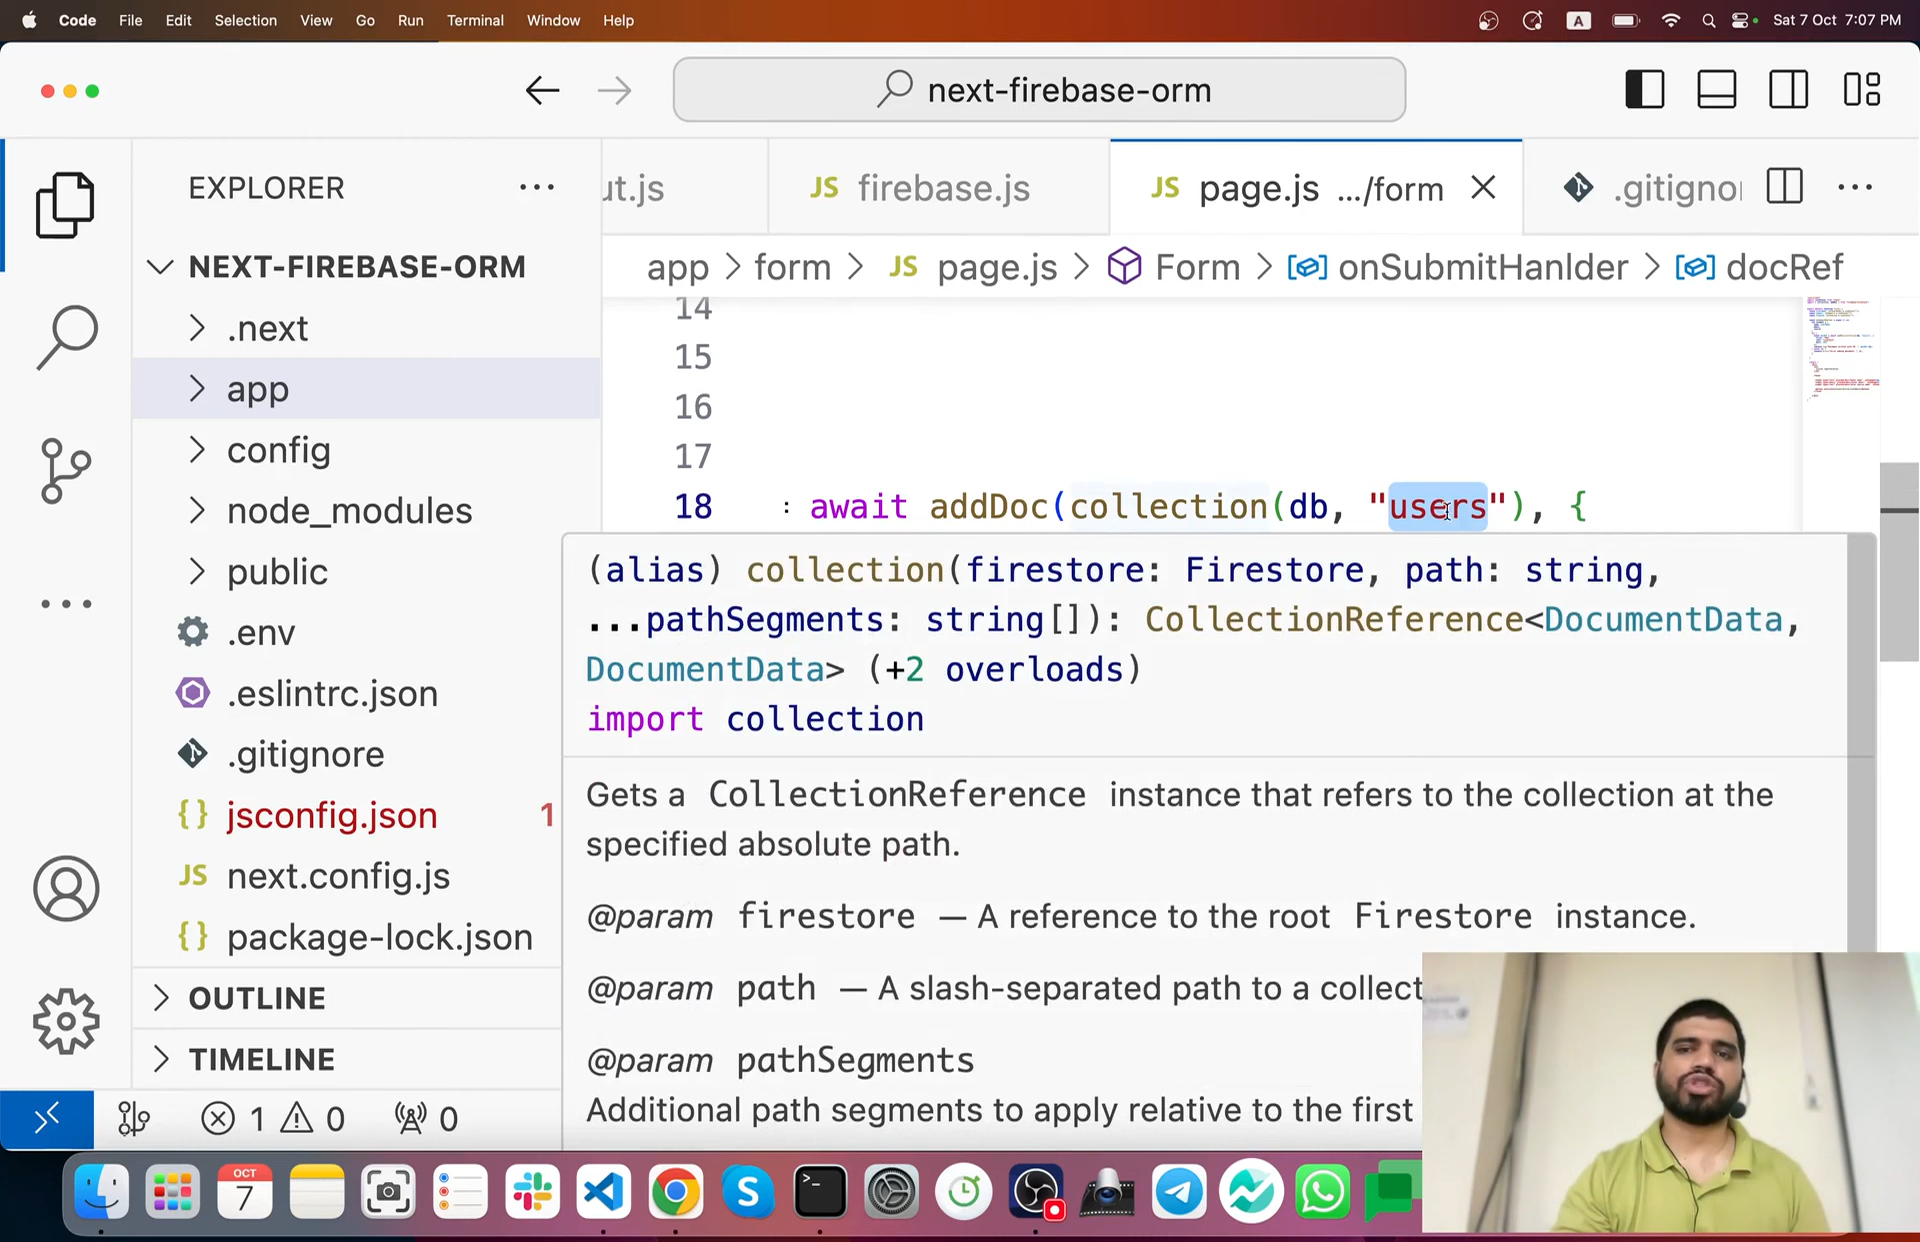 Code File Edit Selection View Go Run Terminal Window Help A Sat 7 Oct 7:07 PM
next-firebase-orm
EXPLORER
ut.js
JS firebase.js
JS page.js .../form
NEXT-FIREBASE-ORM
app > form > JS page.js > Form > onSubmitHanlder > docRef
.next
app
config
node_modules
public
.env
.eslintrc.json
.gitignore
{} jsconfig.json 1
JS next.config.js
{} package-lock.json
OUTLINE
TIMELINE
1 0 0
14
15
16
17
18 : await addDoc(collection(db, "users"), {
(alias) collection(firestore: Firestore, path: string,
...pathSegments: string[]): CollectionReference<DocumentData,
DocumentData> (+2 overloads)
import collection
Gets a CollectionReference instance that refers to the collection at the
specified absolute path.
@param firestore — A reference to the root Firestore instance.
@param path — A slash-separated path to a collect
@param pathSegments
Additional path segments to apply relative to the first
OCT
7
S